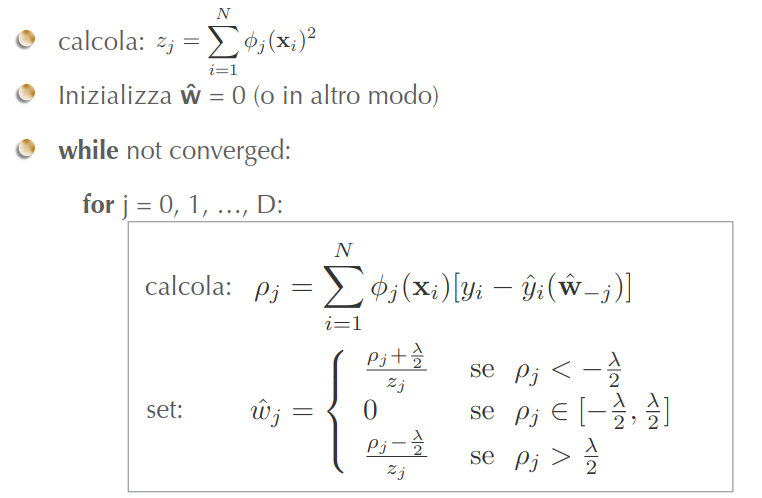 calcola: $z_j = \sum_{i=1}^{N} \phi_j(\mathbf{x}_i)^2$
Inizializza $\hat{\mathbf{w}}$ = 0 (o in altro modo)
while not converged:
for j = 0, 1, …, D:
calcola: $\rho_j = \sum_{i=1}^{N} \phi_j(\mathbf{x}_i)[y_i - \hat{y}_i(\hat{\mathbf{w}}_{-j})]$
set: $\hat{w}_j = \begin{cases} \frac{\rho_j + \frac{\lambda}{2}}{z_j} & \text{se } \rho_j < -\frac{\lambda}{2} \\ 0 & \text{se } \rho_j \in [-\frac{\lambda}{2}, \frac{\lambda}{2}] \\ \frac{\rho_j - \frac{\lambda}{2}}{z_j} & \text{se } \rho_j > \frac{\lambda}{2} \end{cases}$